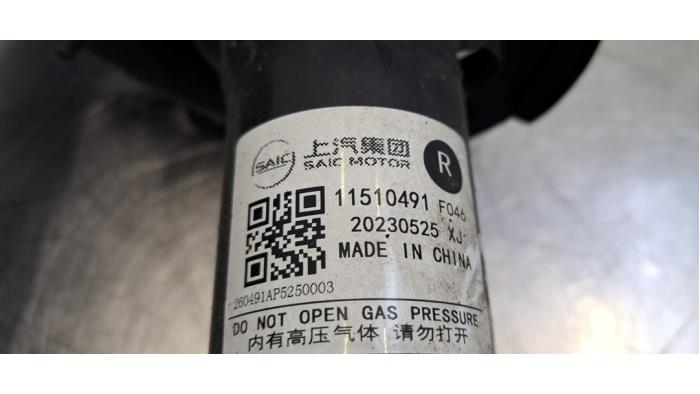 SAIC 上汽集团
SAIC MOTOR
R
11510491 F046
20230525 XJ
MADE IN CHINA
260491AP5250003
DO NOT OPEN GAS PRESSURE
内有高压气体 请勿打开